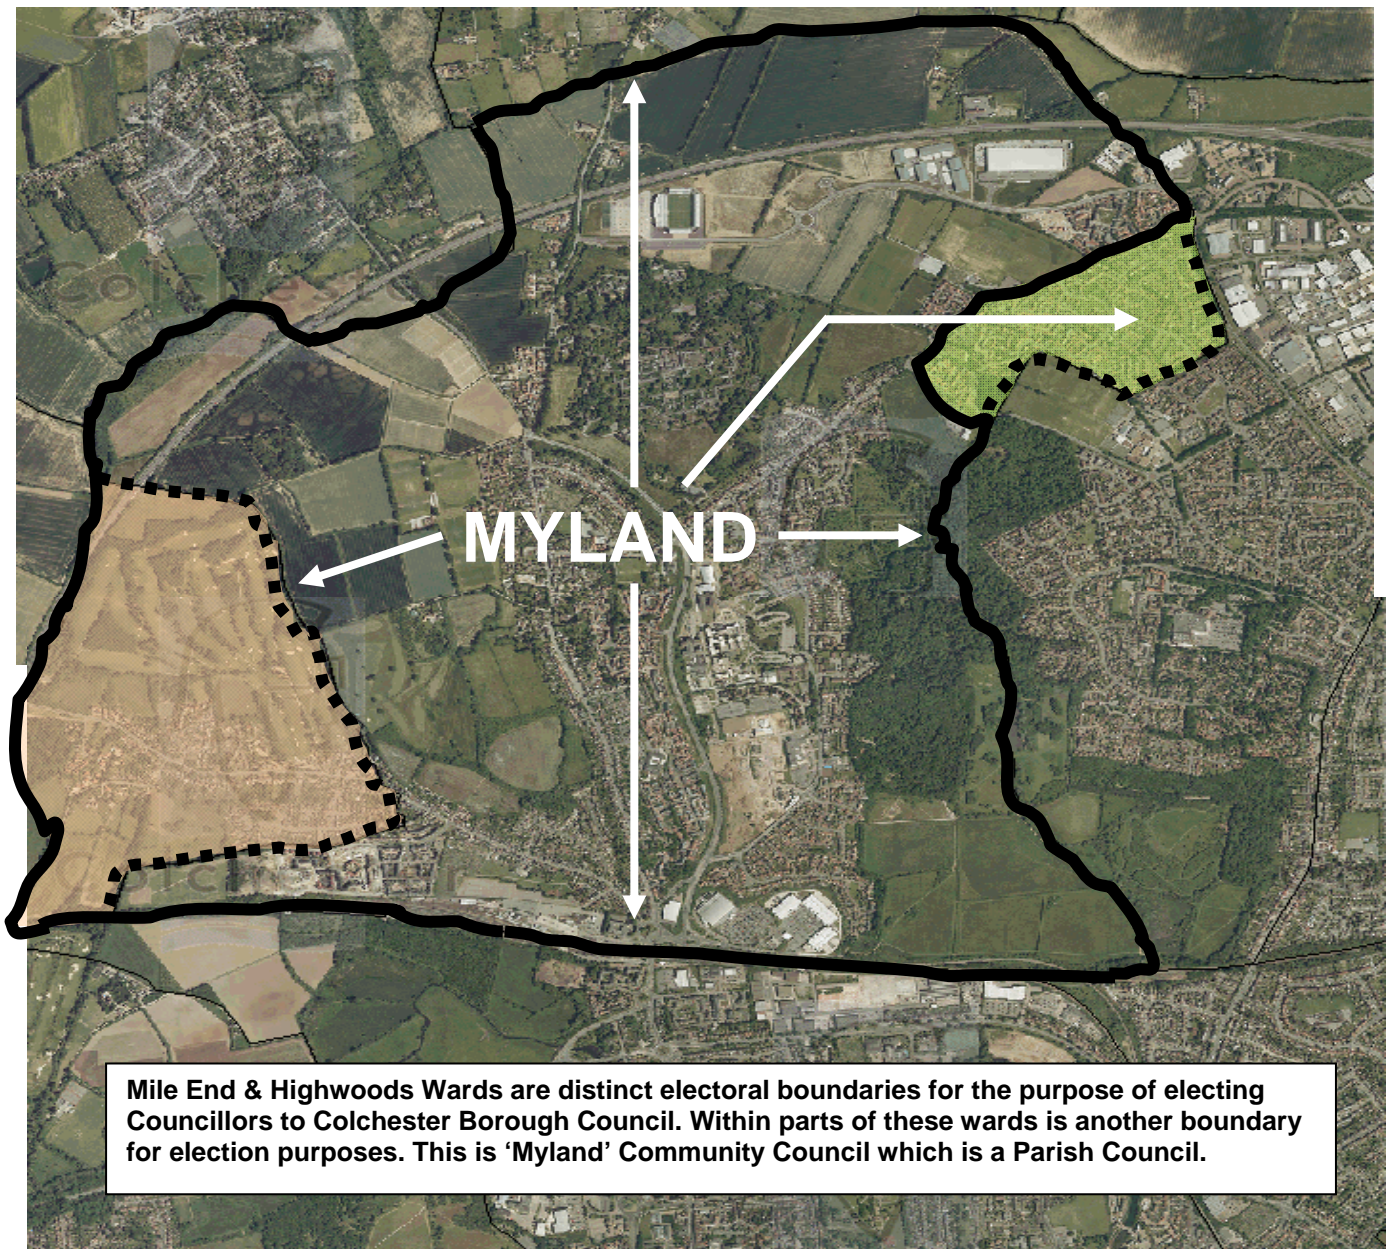 MYLAND
Mile End & Highwoods Wards are distinct electoral boundaries for the purpose of electing
Councillors to Colchester Borough Council. Within parts of these wards is another boundary
for election purposes. This is ‘Myland’ Community Council which is a Parish Council.